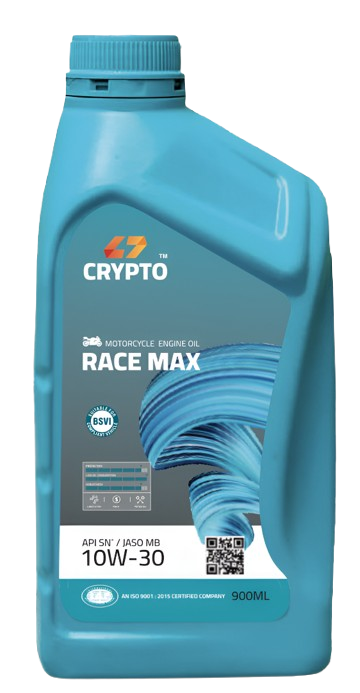 CRYPTO™
MOTORCYCLE ENGINE OIL
RACE MAX
BSVI
API SN⁺ / JASO MB
10W-30
AN ISO 9001 : 2015 CERTIFIED COMPANY
900ML